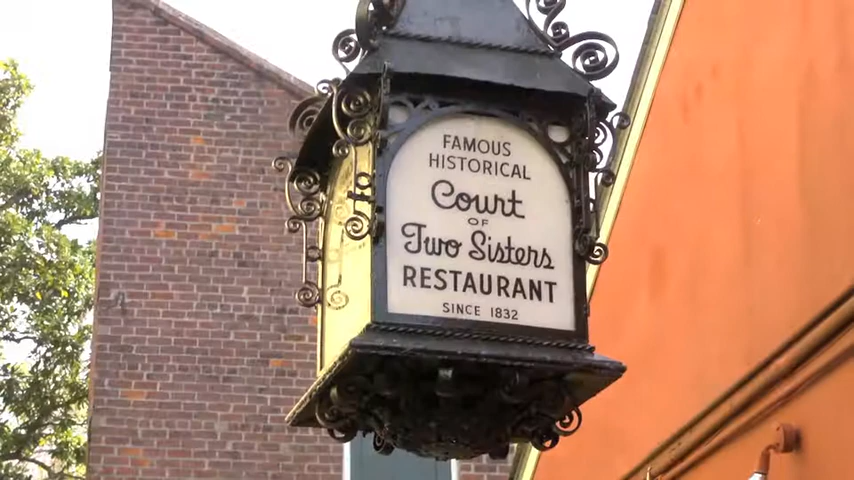 FAMOUS
HISTORICAL
Court
OF
Two Sisters
RESTAURANT
SINCE 1832